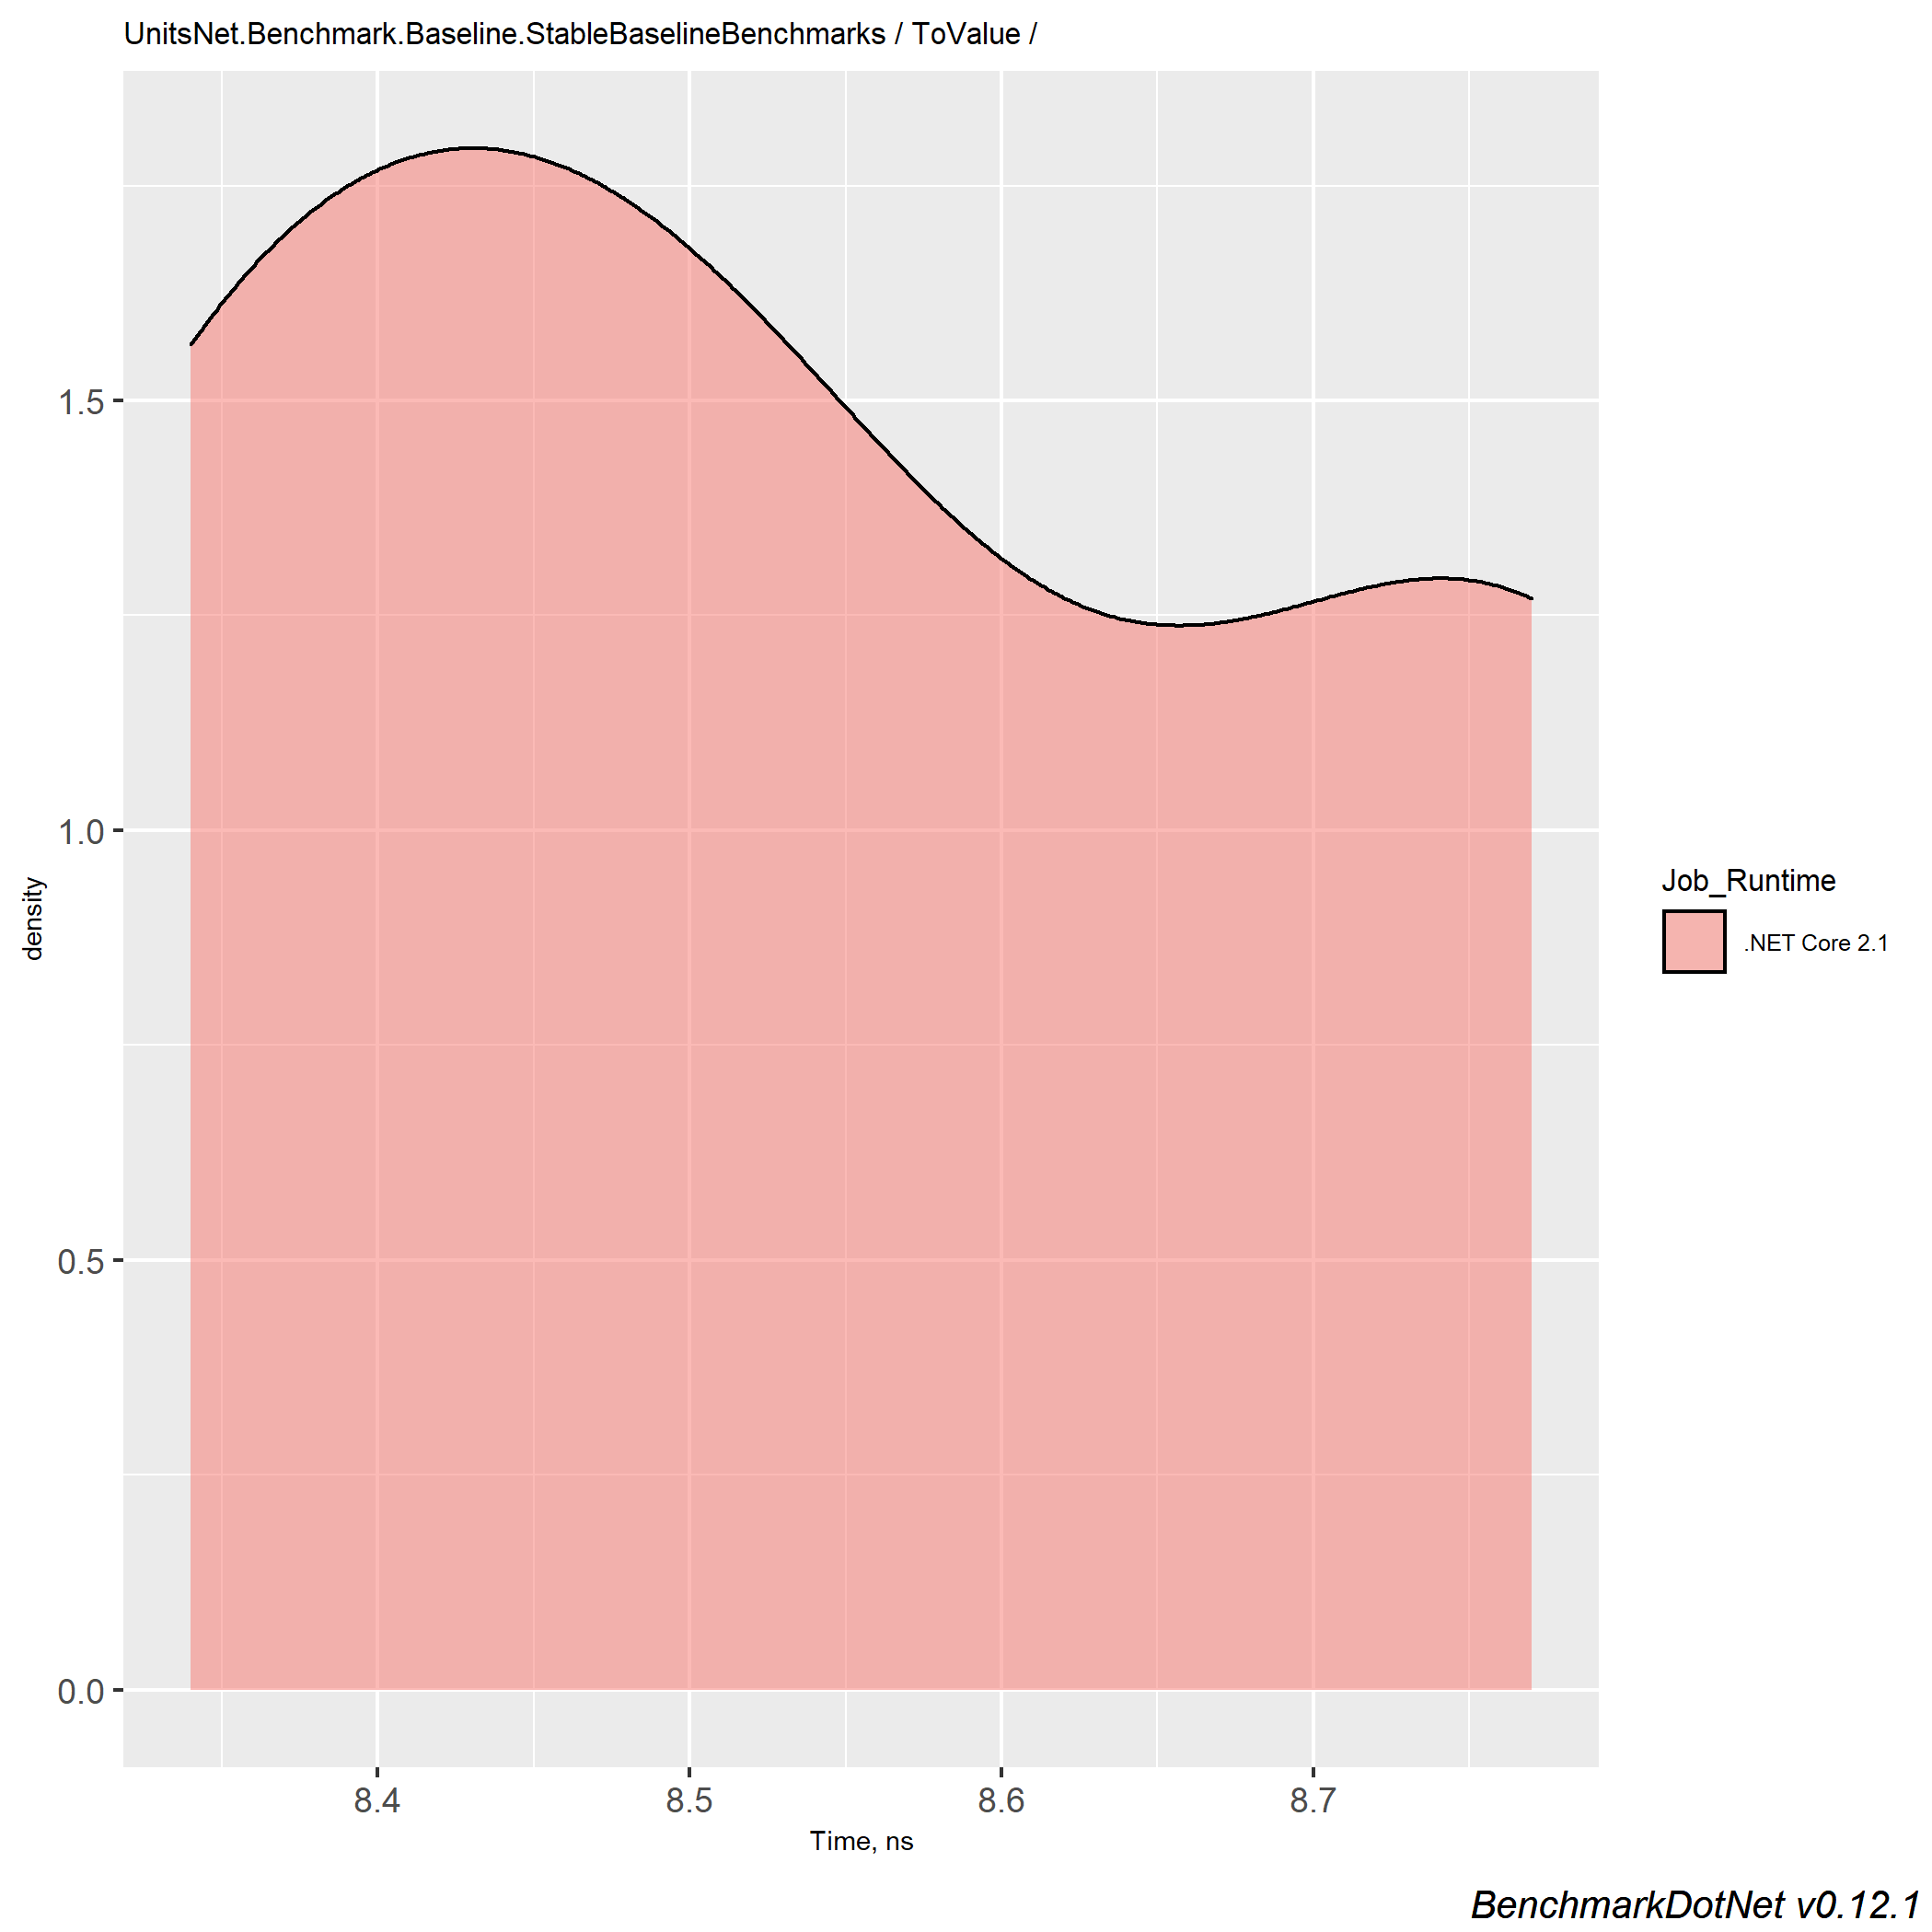 UnitsNet.Benchmark.Baseline.StableBaselineBenchmarks / ToValue /
1.5
1.0
0.5
0.0
density
8.4 8.5 8.6 8.7
Time, ns
Job_Runtime
.NET Core 2.1
BenchmarkDotNet v0.12.1